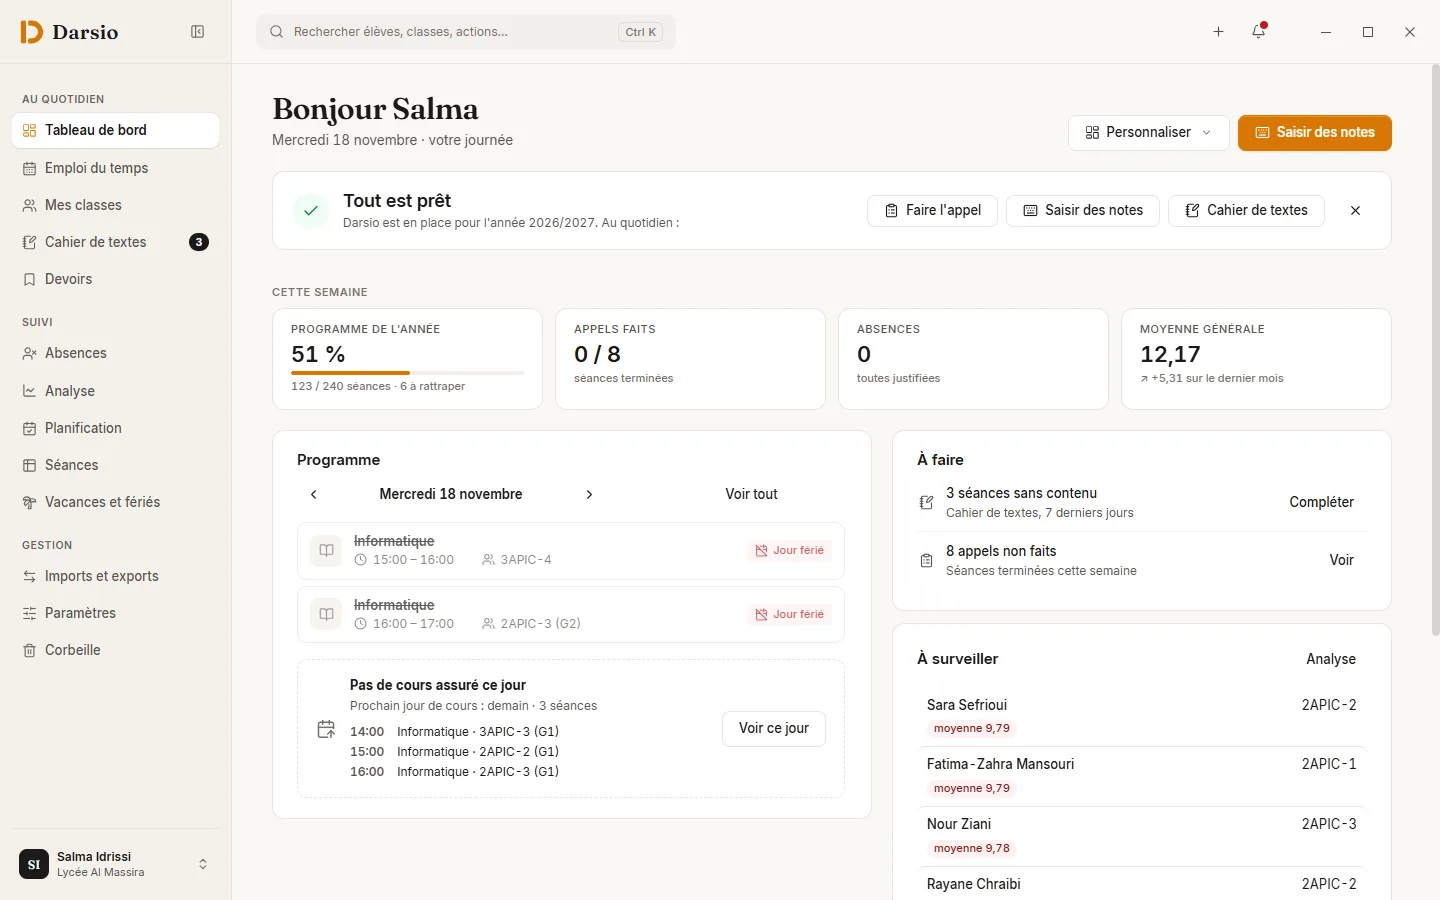 Darsio
Rechercher élèves, classes, actions...
Ctrl K
AU QUOTIDIEN
Tableau de bord
Emploi du temps
Mes classes
Cahier de textes
3
Devoirs
SUIVI
Absences
Analyse
Planification
Séances
Vacances et fériés
GESTION
Imports et exports
Paramètres
Corbeille
SI
Salma Idrissi
Lycée Al Massira
Bonjour Salma
Mercredi 18 novembre · votre journée
Personnaliser
Saisir des notes
Tout est prêt
Darsio est en place pour l'année 2026/2027. Au quotidien :
Faire l'appel
Saisir des notes
Cahier de textes
CETTE SEMAINE
PROGRAMME DE L'ANNÉE
51 %
123 / 240 séances · 6 à rattraper
APPELS FAITS
0 / 8
séances terminées
ABSENCES
0
toutes justifiées
MOYENNE GÉNÉRALE
12,17
+5,31 sur le dernier mois
Programme
Mercredi 18 novembre
Voir tout
Informatique
15:00 – 16:00
3APIC-4
Jour férié
Informatique
16:00 – 17:00
2APIC-3 (G2)
Jour férié
Pas de cours assuré ce jour
Prochain jour de cours : demain · 3 séances
14:00 Informatique · 3APIC-3 (G1)
15:00 Informatique · 2APIC-2 (G1)
16:00 Informatique · 2APIC-3 (G1)
Voir ce jour
À faire
3 séances sans contenu
Cahier de textes, 7 derniers jours
Compléter
8 appels non faits
Séances terminées cette semaine
Voir
À surveiller
Analyse
Sara Sefrioui
2APIC-2
moyenne 9,79
Fatima-Zahra Mansouri
2APIC-1
moyenne 9,79
Nour Ziani
2APIC-3
moyenne 9,78
Rayane Chraibi
2APIC-2